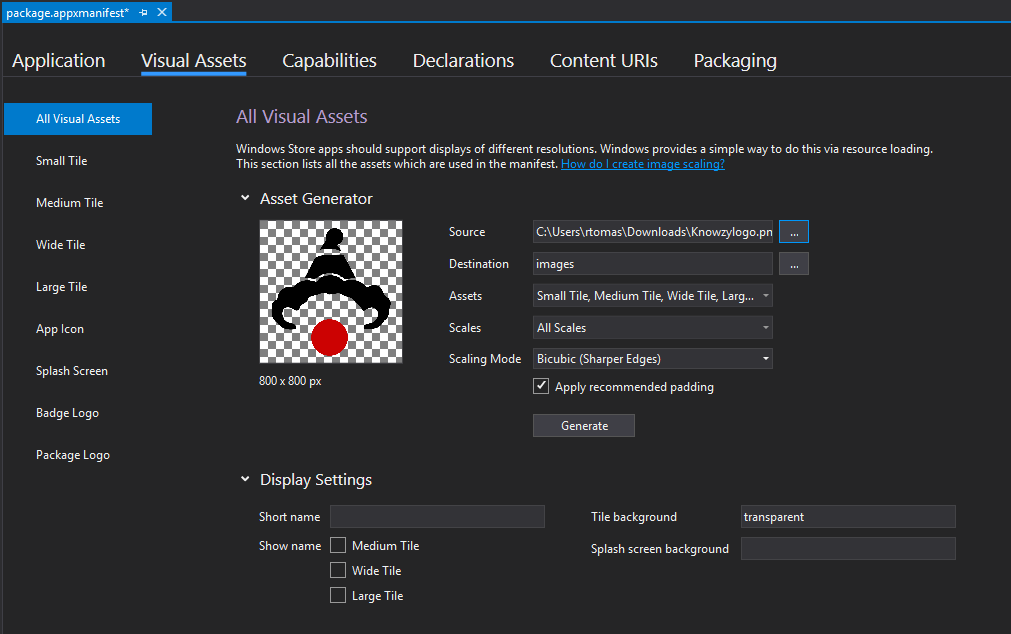 package.appxmanifest*
Application Visual Assets Capabilities Declarations Content URIs Packaging
All Visual Assets
Small Tile
Medium Tile
Wide Tile
Large Tile
App Icon
Splash Screen
Badge Logo
Package Logo
All Visual Assets
Windows Store apps should support displays of different resolutions. Windows provides a simple way to do this via resource loading.
This section lists all the assets which are used in the manifest. How do I create image scaling?
Asset Generator
800 x 800 px
Source C:\Users\rtomas\Downloads\Knowzylogo.pn ...
Destination images ...
Assets Small Tile, Medium Tile, Wide Tile, Larg...
Scales All Scales
Scaling Mode Bicubic (Sharper Edges)
Apply recommended padding
Generate
Display Settings
Short name
Show name Medium Tile
Wide Tile
Large Tile
Tile background transparent
Splash screen background